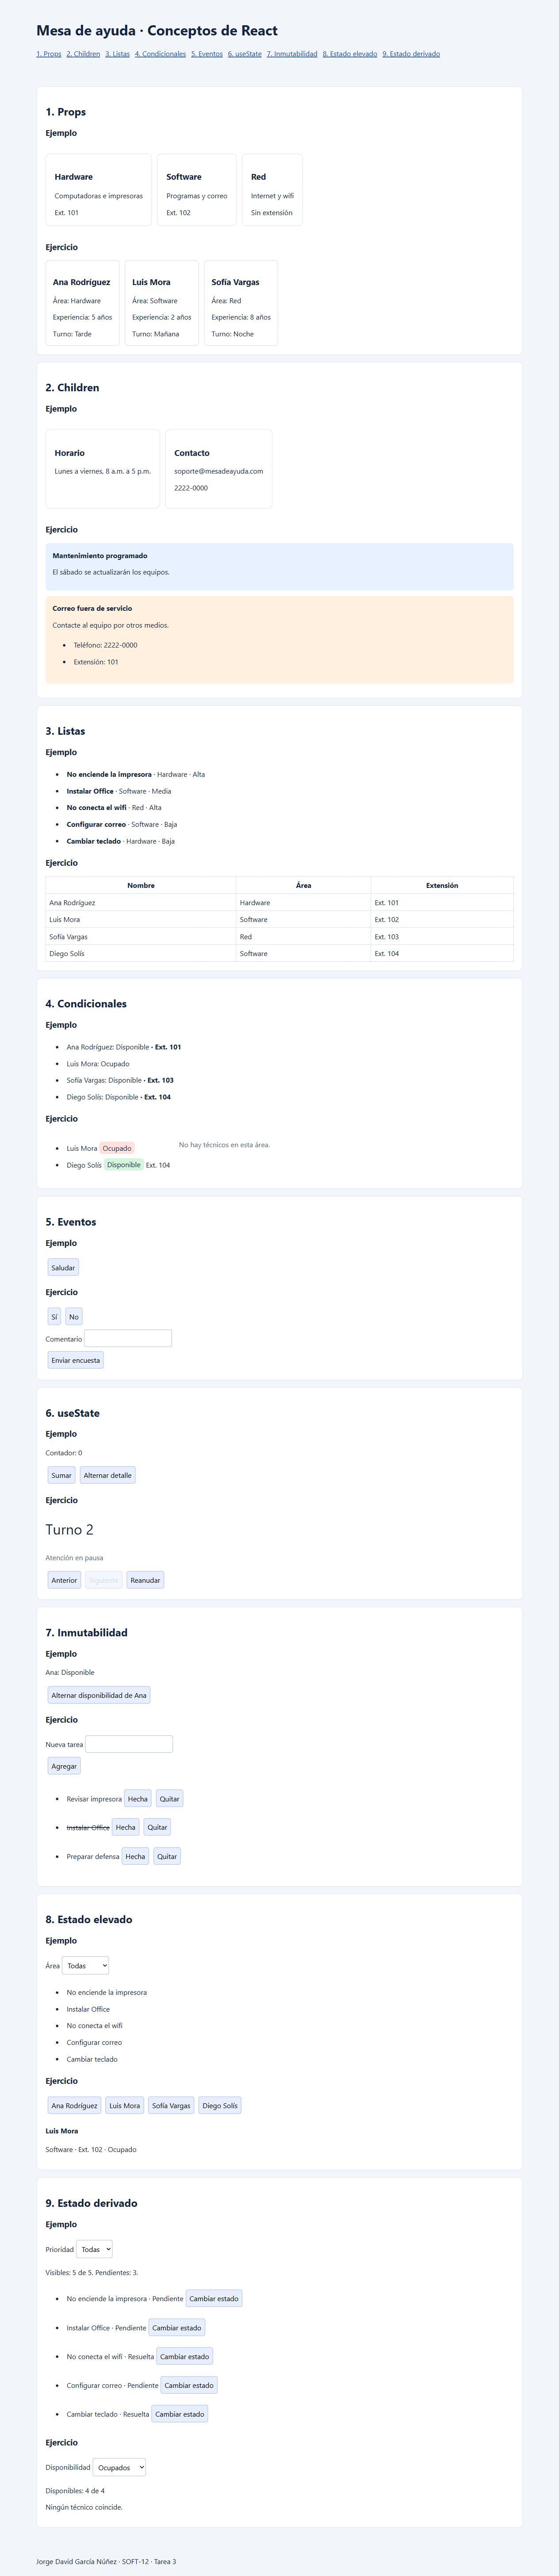 Mesa de ayuda · Conceptos de React
1. Props 2. Children 3. Listas 4. Condicionales 5. Eventos 6. useState 7. Inmutabilidad 8. Estado elevado 9. Estado derivado
1. Props
Ejemplo
Hardware
Computadoras e impresoras
Ext. 101
Software
Programas y correo
Ext. 102
Red
Internet y wifi
Sin extensión
Ejercicio
Ana Rodríguez
Área: Hardware
Experiencia: 5 años
Turno: Tarde
Luis Mora
Área: Software
Experiencia: 2 años
Turno: Mañana
Sofía Vargas
Área: Red
Experiencia: 8 años
Turno: Noche
2. Children
Ejemplo
Horario
Lunes a viernes, 8 a.m. a 5 p.m.
Contacto
soporte@mesadeayuda.com
2222-0000
Ejercicio
Mantenimiento programado
El sábado se actualizarán los equipos.
Correo fuera de servicio
Contacte al equipo por otros medios.
Teléfono: 2222-0000
Extensión: 101
3. Listas
Ejemplo
No enciende la impresora · Hardware · Alta
Instalar Office · Software · Media
No conecta el wifi · Red · Alta
Configurar correo · Software · Baja
Cambiar teclado · Hardware · Baja
Ejercicio
Nombre Área Extensión
Ana Rodríguez Hardware Ext. 101
Luis Mora Software Ext. 102
Sofía Vargas Red Ext. 103
Diego Solís Software Ext. 104
4. Condicionales
Ejemplo
Ana Rodríguez: Disponible · Ext. 101
Luis Mora: Ocupado
Sofía Vargas: Disponible · Ext. 103
Diego Solís: Disponible · Ext. 104
Ejercicio
Luis Mora Ocupado
Diego Solís Disponible Ext. 104
No hay técnicos en esta área.
5. Eventos
Ejemplo
Saludar
Ejercicio
Sí No
Comentario
Enviar encuesta
6. useState
Ejemplo
Contador: 0
Sumar Alternar detalle
Ejercicio
Turno 2
Atención en pausa
Anterior Siguiente Reanudar
7. Inmutabilidad
Ejemplo
Ana: Disponible
Alternar disponibilidad de Ana
Ejercicio
Nueva tarea
Agregar
Revisar impresora Hecha Quitar
Instalar Office Hecha Quitar
Preparar defensa Hecha Quitar
8. Estado elevado
Ejemplo
Área Todas
No enciende la impresora
Instalar Office
No conecta el wifi
Configurar correo
Cambiar teclado
Ejercicio
Ana Rodríguez Luis Mora Sofía Vargas Diego Solís
Luis Mora
Software · Ext. 102 · Ocupado
9. Estado derivado
Ejemplo
Prioridad Todas
Visibles: 5 de 5. Pendientes: 3.
No enciende la impresora · Pendiente Cambiar estado
Instalar Office · Pendiente Cambiar estado
No conecta el wifi · Resuelta Cambiar estado
Configurar correo · Pendiente Cambiar estado
Cambiar teclado · Resuelta Cambiar estado
Ejercicio
Disponibilidad Ocupados
Disponibles: 4 de 4
Ningún técnico coincide.
Jorge David García Núñez · SOFT-12 · Tarea 3